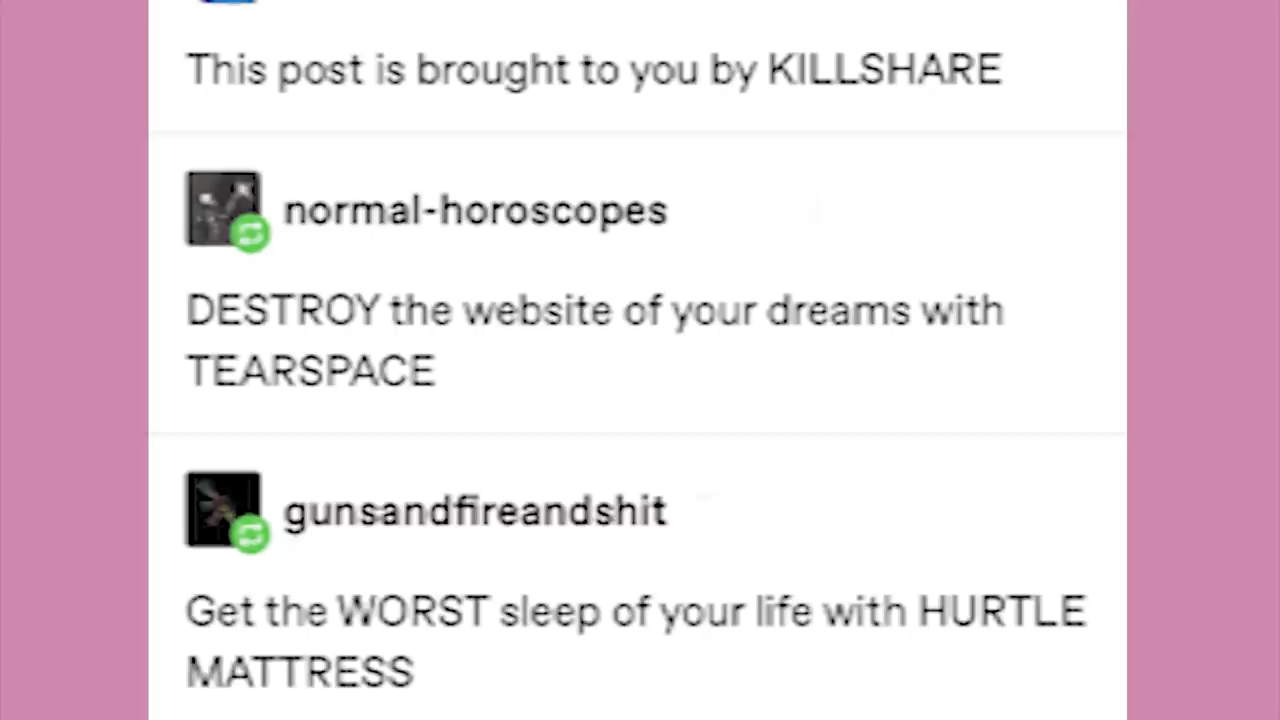 This post is brought to you by KILLSHARE
normal-horoscopes
DESTROY the website of your dreams with
TEARSPACE
gunsandfireandshit
Get the WORST sleep of your life with HURTLE
MATTRESS